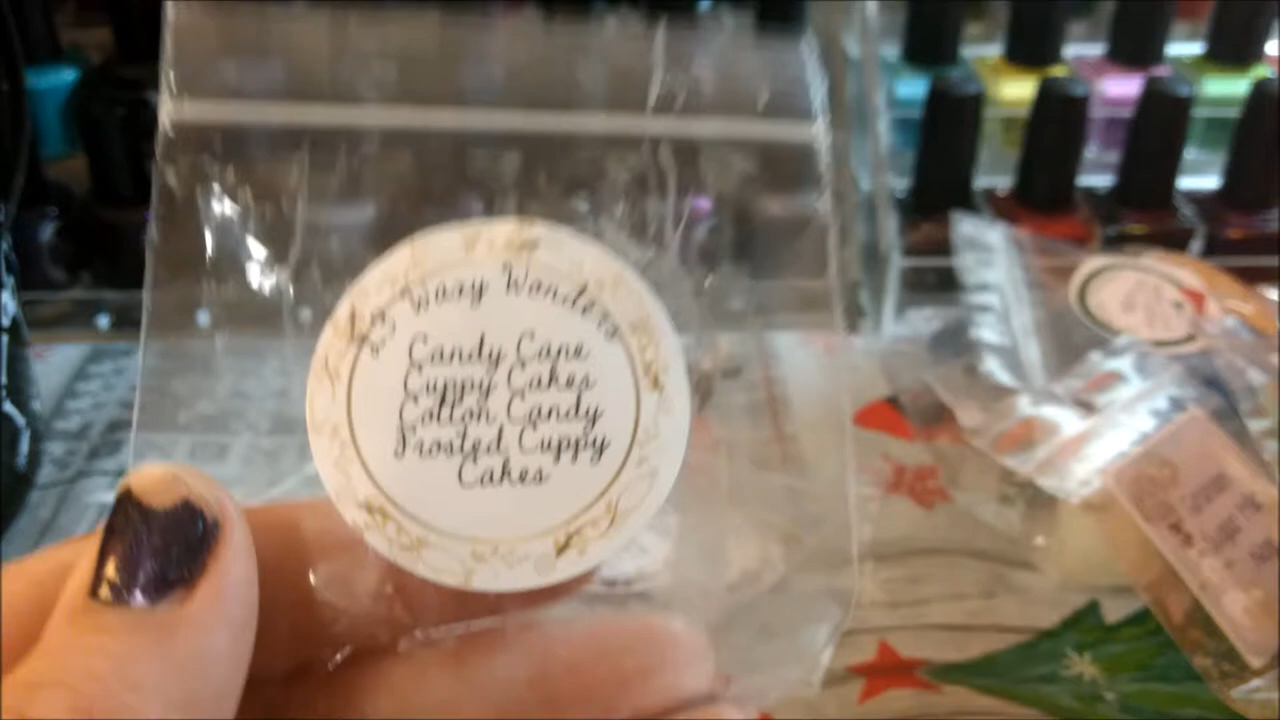 Waxy Wonders
Candy Cane
Cuppy Cakes
Cotton Candy
Frosted Cuppy
Cakes